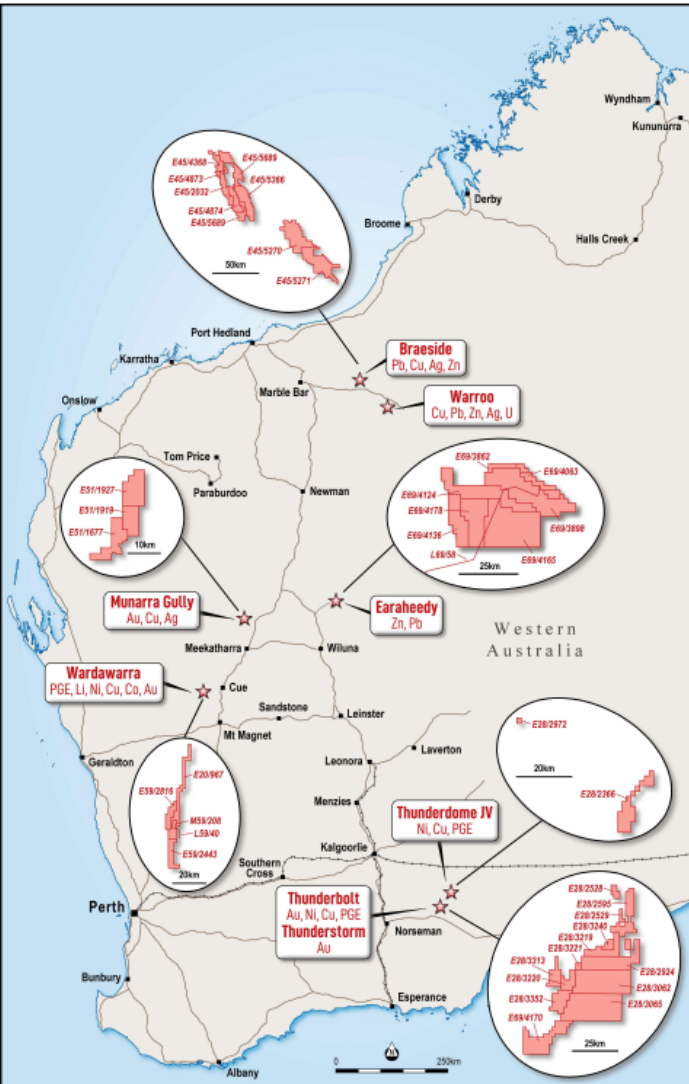 Wyndham
Kununurra
Derby
Broome
Halls Creek
E45/4368
E45/5689
E45/4873
E45/5366
E45/2032
E45/4874
E45/5689
E45/5270
50km
E45/5271
Port Hedland
Karratha
Braeside
Pb, Cu, Ag, Zn
Marble Bar
Warroo
Cu, Pb, Zn, Ag, U
Onslow
Tom Price
Paraburdoo
Newman
E69/3862
E69/4063
E69/4124
E69/4178
E69/3898
E69/4136
L69/58
E69/4165
25km
E51/1927
E51/1919
E51/1677
10km
Munarra Gully
Au, Cu, Ag
Earaheedy
Zn, Pb
Western
Australia
Meekatharra
Wiluna
Wardawarra
PGE, Li, Ni, Cu, Co, Au
Cue
Sandstone
Leinster
Mt Magnet
Geraldton
Leonora
Laverton
E28/2972
20km
E28/2366
E20/967
E59/2816
M59/208
L59/40
E59/2443
20km
Menzies
Thunderdome JV
Ni, Cu, PGE
Kalgoorlie
Southern
Cross
Perth
Thunderbolt
Au, Ni, Cu, PGE
Thunderstorm
Au
Norseman
E28/2528
E28/2595
E28/2529
E28/3240
E28/3219
E28/3221
E28/3313
E28/2924
E28/3220
E28/3062
E28/3352
E28/3065
E69/4170
25km
Bunbury
Esperance
Albany
N
0
250km